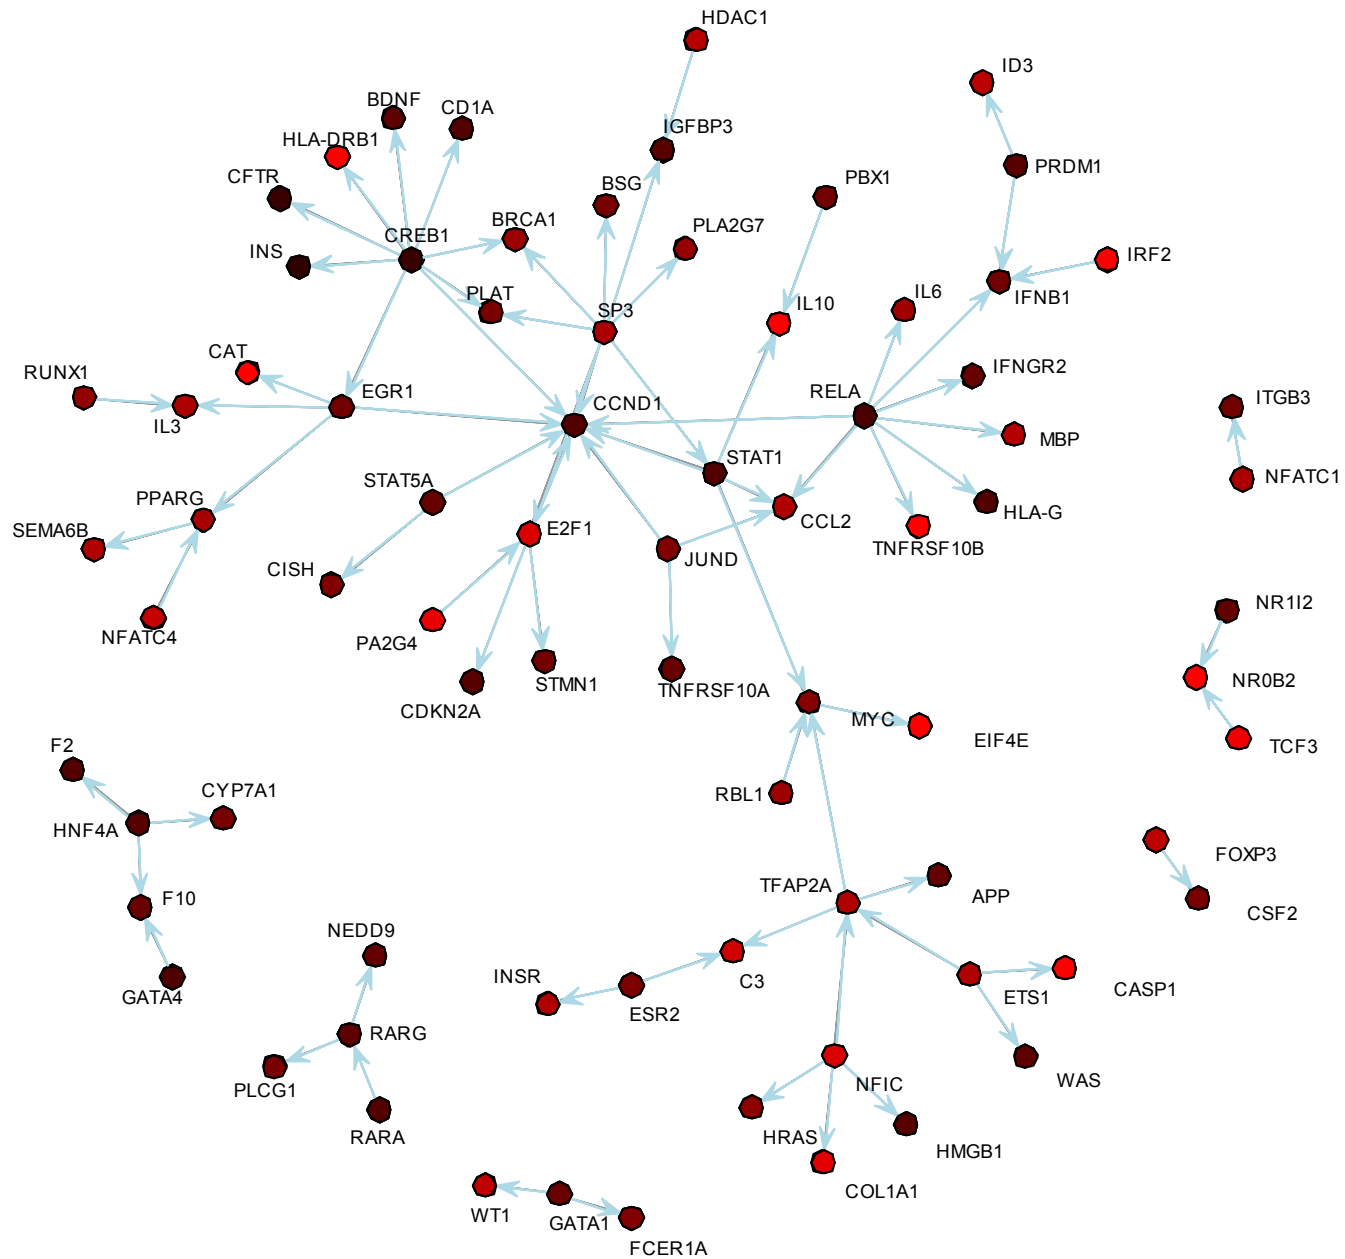 HDAC1
ID3
BDNF
CD1A
HLA-DRB1
IGFBP3
PRDM1
CFTR
BSG
PBX1
BRCA1
PLA2G7
CREB1
INS
IRF2
PLAT
SP3
IL10
IL6
IFNB1
CAT
RUNX1
EGR1
CCND1
RELA
IFNGR2
ITGB3
IL3
MBP
STAT1
STAT5A
NFATC1
PPARG
CCL2
HLA-G
SEMA6B
E2F1
JUND
TNFRSF10B
CISH
NR1I2
NFATC4
PA2G4
STMN1
TNFRSF10A
NR0B2
CDKN2A
MYC
EIF4E
TCF3
F2
CYP7A1
RBL1
HNF4A
FOXP3
TFAP2A
APP
F10
CSF2
NEDD9
INSR
C3
ETS1
CASP1
GATA4
ESR2
RARG
PLCG1
NFIC
WAS
RARA
HRAS
HMGB1
COL1A1
WT1
GATA1
FCER1A